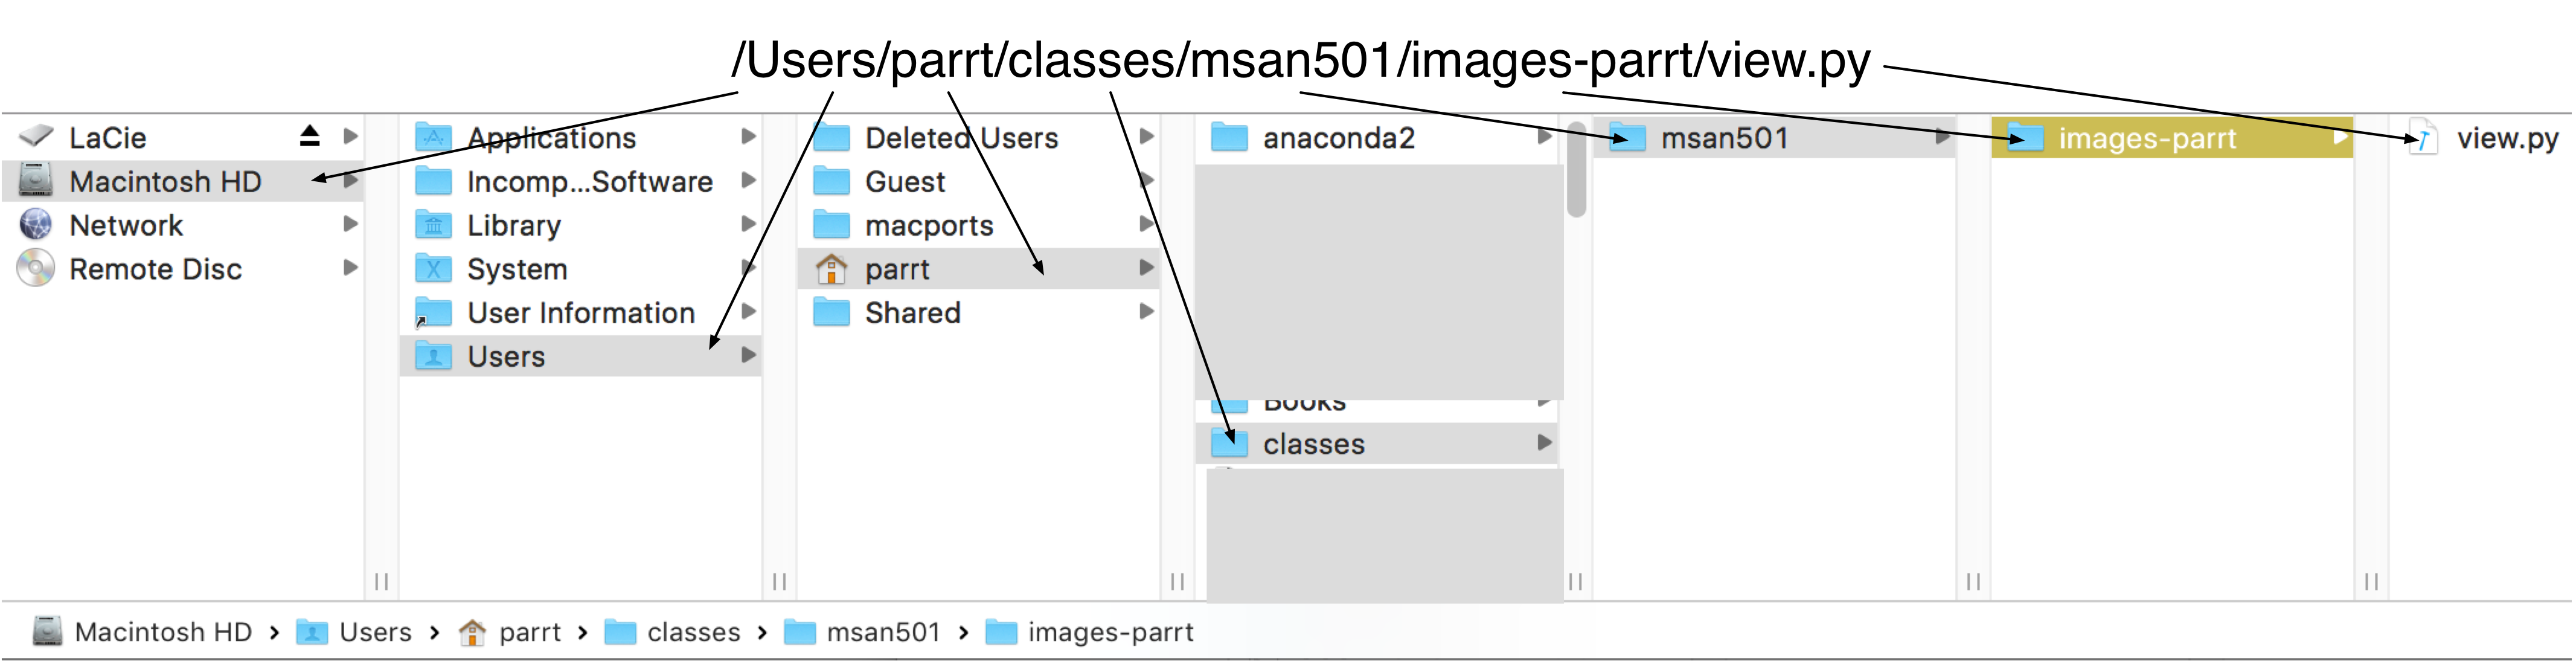 /Users/parrt/classes/msan501/images-parrt/view.py
LaCie
Macintosh HD
Network
Remote Disc
Applications
Incomp...Software
Library
System
User Information
Users
Deleted Users
Guest
macports
parrt
Shared
anaconda2
Books
classes
msan501
images-parrt
view.py
Macintosh HD › Users › parrt › classes › msan501 › images-parrt